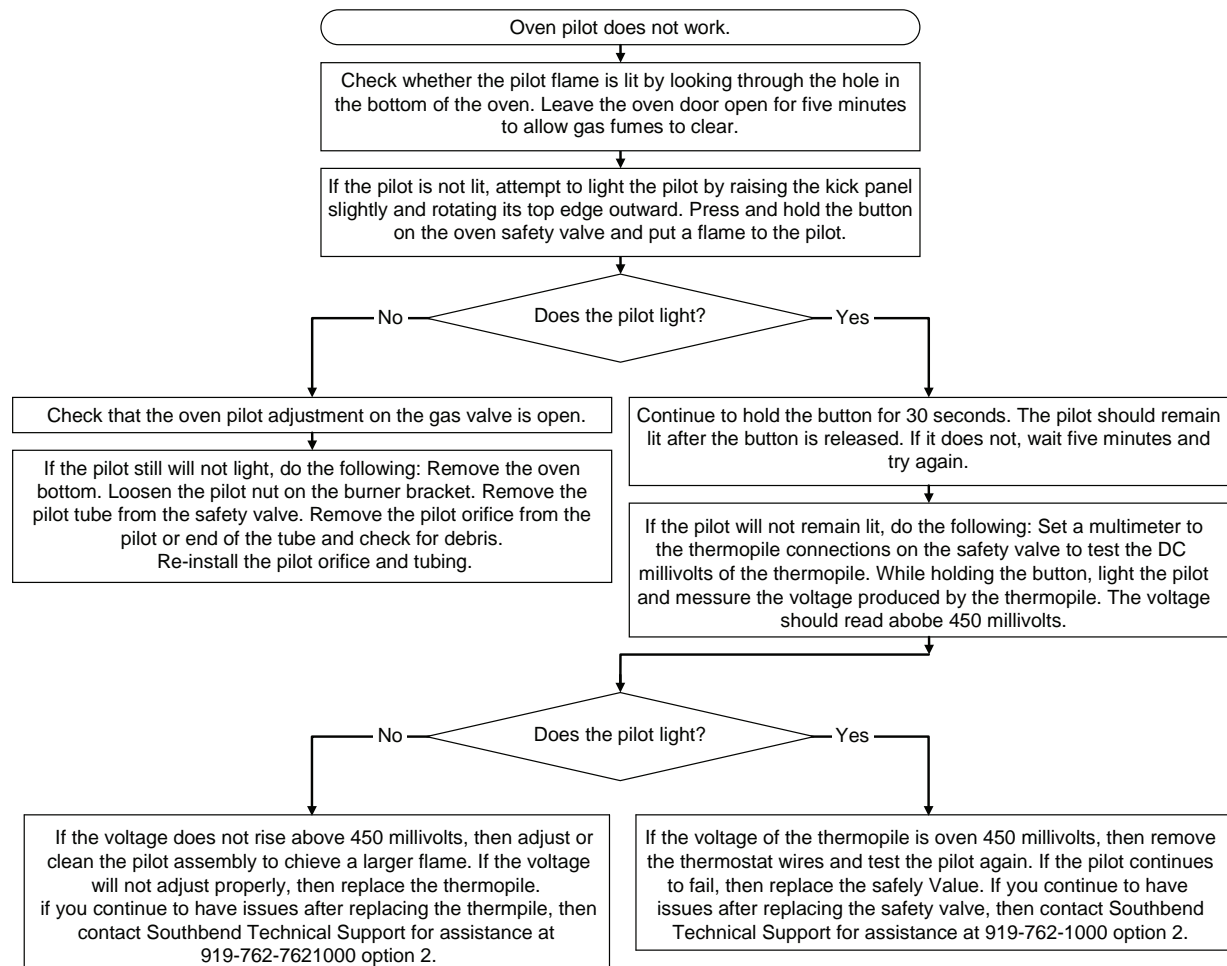 Oven pilot does not work.
Check whether the pilot flame is lit by looking through the hole in
the bottom of the oven. Leave the oven door open for five minutes
to allow gas fumes to clear.
If the pilot is not lit, attempt to light the pilot by raising the kick panel
slightly and rotating its top edge outward. Press and hold the button
on the oven safety valve and put a flame to the pilot.
Does the pilot light?
No
Yes
Check that the oven pilot adjustment on the gas valve is open.
If the pilot still will not light, do the following: Remove the oven
bottom. Loosen the pilot nut on the burner bracket. Remove the
pilot tube from the safety valve. Remove the pilot orifice from the
pilot or end of the tube and check for debris.
Re-install the pilot orifice and tubing.
Continue to hold the button for 30 seconds. The pilot should remain
lit after the button is released. If it does not, wait five minutes and
try again.
If the pilot will not remain lit, do the following: Set a multimeter to
the thermopile connections on the safety valve to test the DC
millivolts of the thermopile. While holding the button, light the pilot
and messure the voltage produced by the thermopile. The voltage
should read abobe 450 millivolts.
Does the pilot light?
No
Yes
If the voltage does not rise above 450 millivolts, then adjust or
clean the pilot assembly to chieve a larger flame. If the voltage
will not adjust properly, then replace the thermopile.
if you continue to have issues after replacing the thermpile, then
contact Southbend Technical Support for assistance at
919-762-7621000 option 2.
If the voltage of the thermopile is oven 450 millivolts, then remove
the thermostat wires and test the pilot again. If the pilot continues
to fail, then replace the safely Value. If you continue to have
issues after replacing the safety valve, then contact Southbend
Technical Support for assistance at 919-762-1000 option 2.